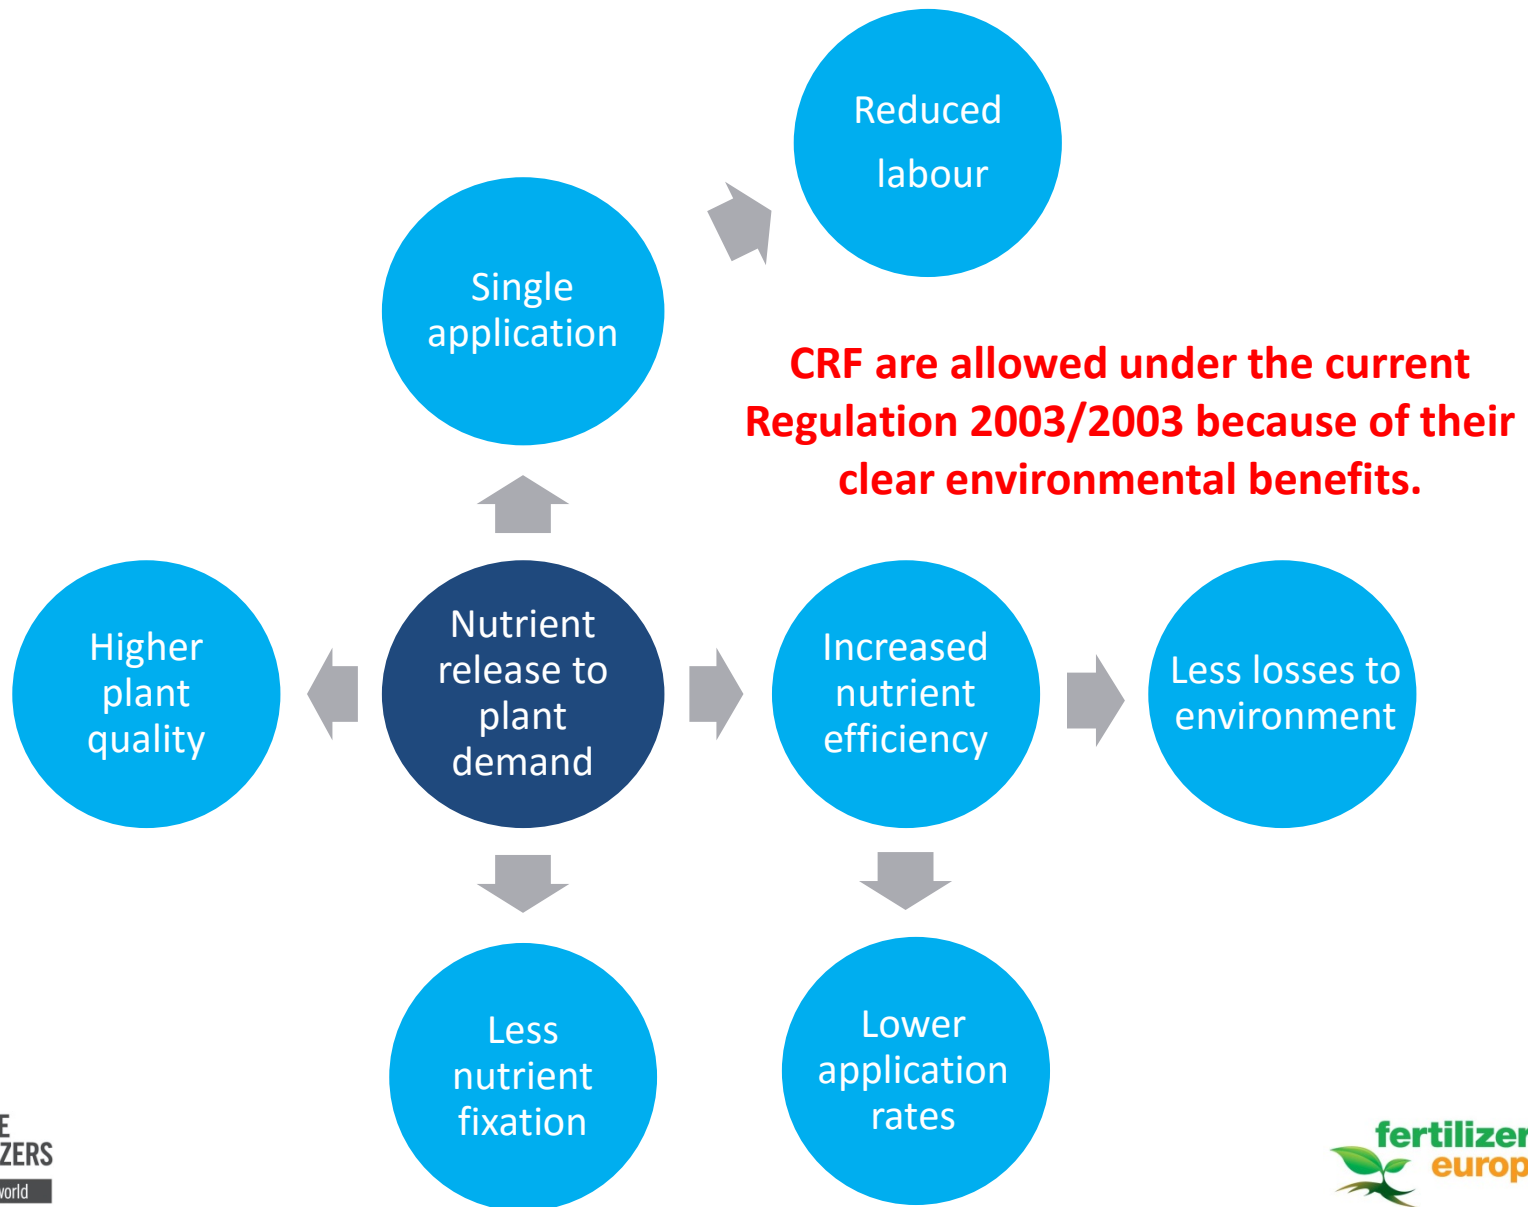 Reduced
labour
Single
application
CRF are allowed under the current
Regulation 2003/2003 because of their
clear environmental benefits.
Higher
plant
quality
Nutrient
release to
plant
demand
Increased
nutrient
efficiency
Less losses to
environment
Less
nutrient
fixation
Lower
application
rates
E
ZERS
world
fertilizer
europ